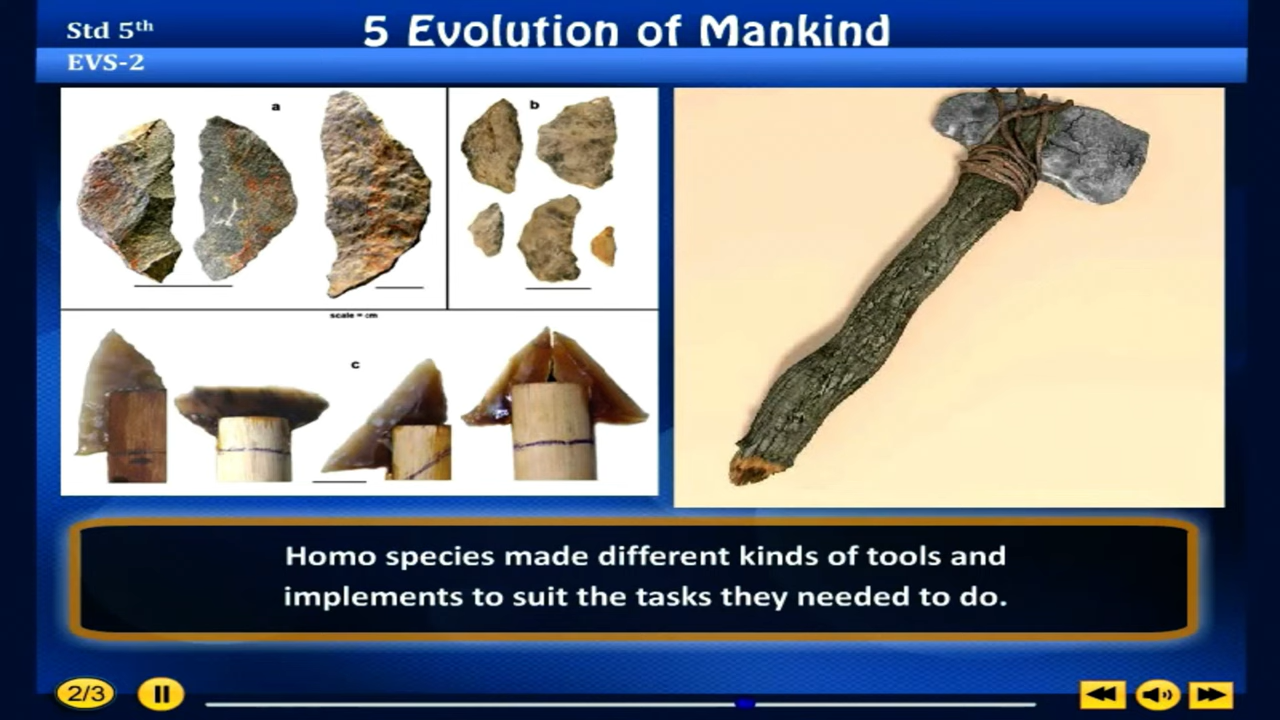 Std 5th
5 Evolution of Mankind
EVS-2
a
b
scale = cm
c
Homo species made different kinds of tools and
implements to suit the tasks they needed to do.
2/3